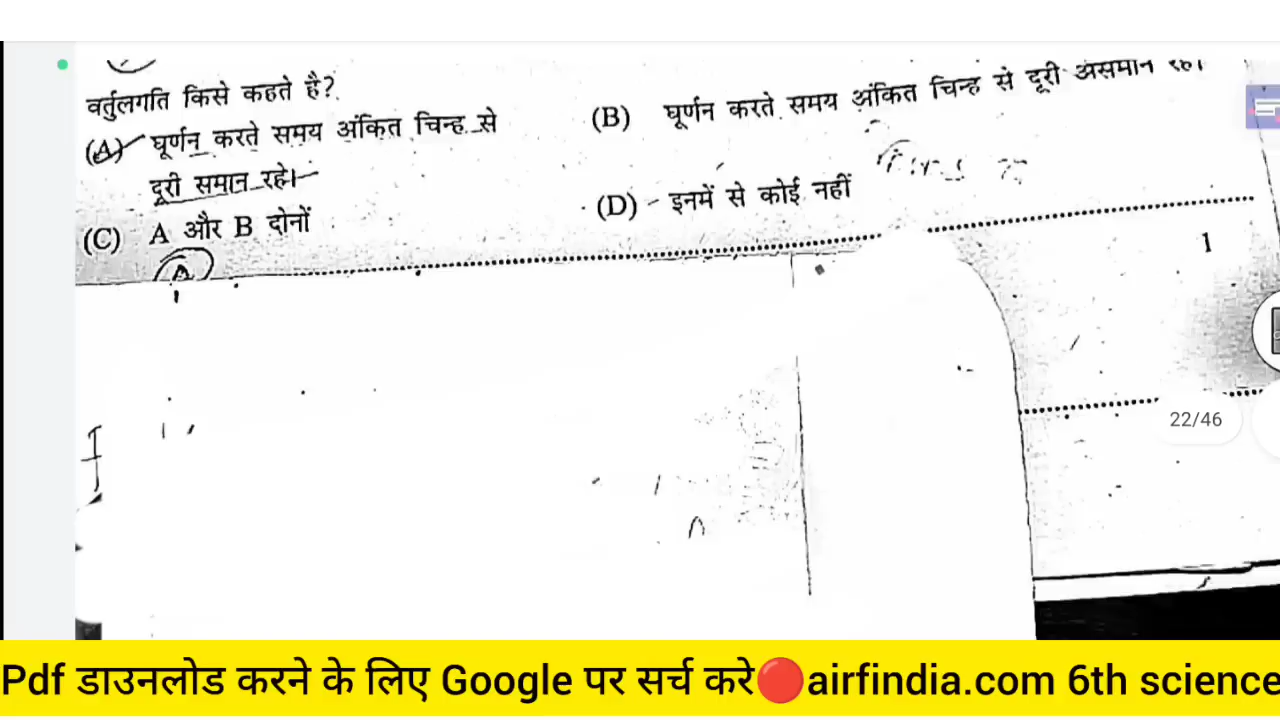 वर्तुलगति किसे कहते है?
(A) घूर्णन करते समय अंकित चिन्ह से दूरी समान रहे।
(B) घूर्णन करते समय अंकित चिन्ह से दूरी असमान रहे।
(C) A और B दोनों
(D) इनमें से कोई नहीं
A
1
22/46
Pdf डाउनलोड करने के लिए Google पर सर्च करे🔴airfindia.com 6th science